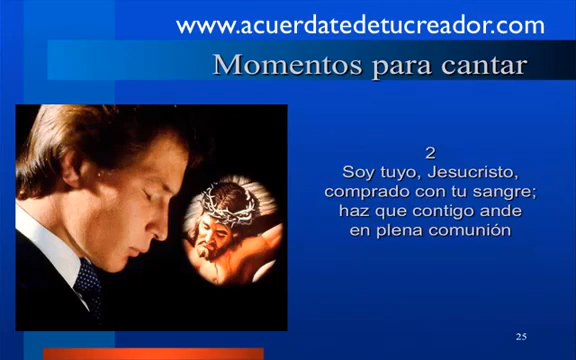 www.acuerdatedetucreador.com
Momentos para cantar
2
Soy tuyo, Jesucristo,
comprado con tu sangre;
haz que contigo ande
en plena comunión
25